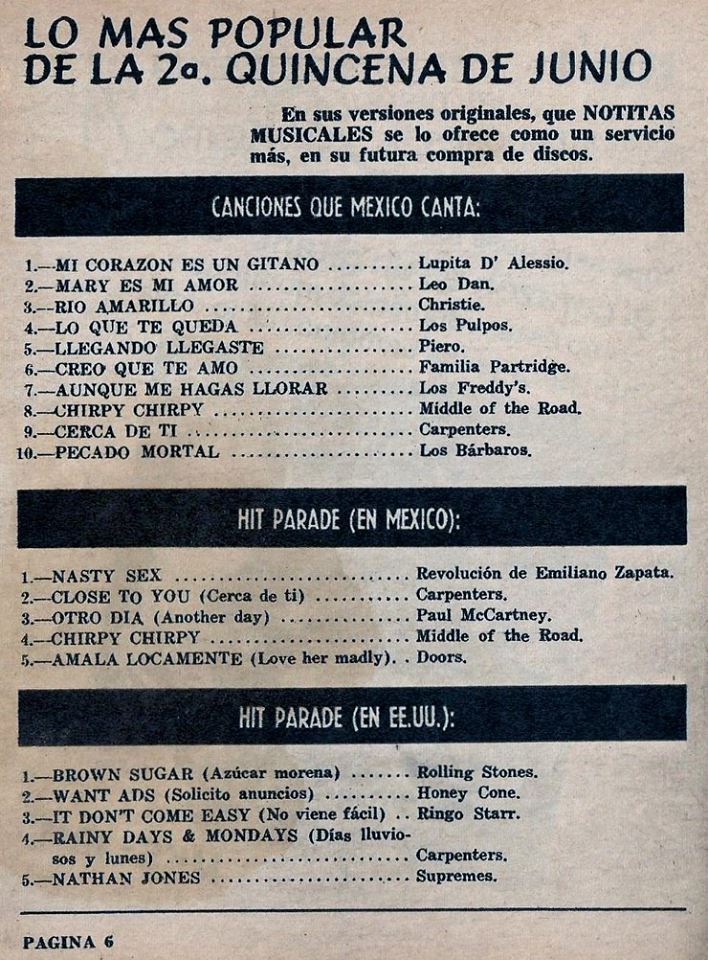 LO MAS POPULAR
DE LA 2a. QUINCENA DE JUNIO
En sus versiones originales, que NOTITAS
MUSICALES se lo ofrece como un servicio
más, en su futura compra de discos.
CANCIONES QUE MEXICO CANTA:
1.—MI CORAZON ES UN GITANO .......... Lupita D' Alessio.
2.—MARY ES MI AMOR .................. Leo Dan.
3.—RIO AMARILLO ....................... Christie.
4.—LO QUE TE QUEDA .................. Los Pulpos.
5.—LLEGANDO LLEGASTE ............... Piero.
6.—CREO QUE TE AMO .................. Familia Partridge.
7.—AUNQUE ME HAGAS LLORAR ......... Los Freddy's.
8.—CHIRPY CHIRPY ...................... Middle of the Road.
9.—CERCA DE TI ......................... Carpenters.
10.—PECADO MORTAL ..................... Los Bárbaros.
HIT PARADE (EN MEXICO):
1.—NASTY SEX ........................... Revolución de Emiliano Zapata.
2.—CLOSE TO YOU (Cerca de ti) ........... Carpenters.
3.—OTRO DIA (Another day) ............... Paul McCartney.
4.—CHIRPY CHIRPY ....................... Middle of the Road.
5.—AMALA LOCAMENTE (Love her madly). . Doors.
HIT PARADE (EN EE.UU.):
1.—BROWN SUGAR (Azúcar morena) ....... Rolling Stones.
2.—WANT ADS (Solicito anuncios) .......... Honey Cone.
3.—IT DON'T COME EASY (No viene fácil) .. Ringo Starr.
4.—RAINY DAYS & MONDAYS (Días lluvio-
sos y lunes) ............................ Carpenters.
5.—NATHAN JONES ....................... Supremes.
PAGINA 6